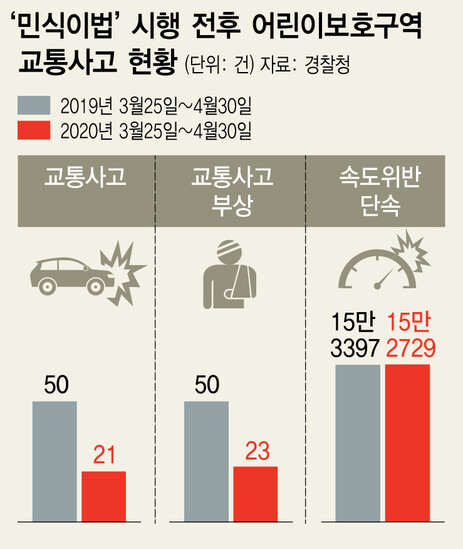 ‘민식이법’ 시행 전후 어린이보호구역
교통사고 현황 (단위: 건) 자료: 경찰청
2019년 3월25일~4월30일
2020년 3월25일~4월30일
교통사고
교통사고
부상
속도위반
단속
50
21
50
23
15만
3397
15만
2729